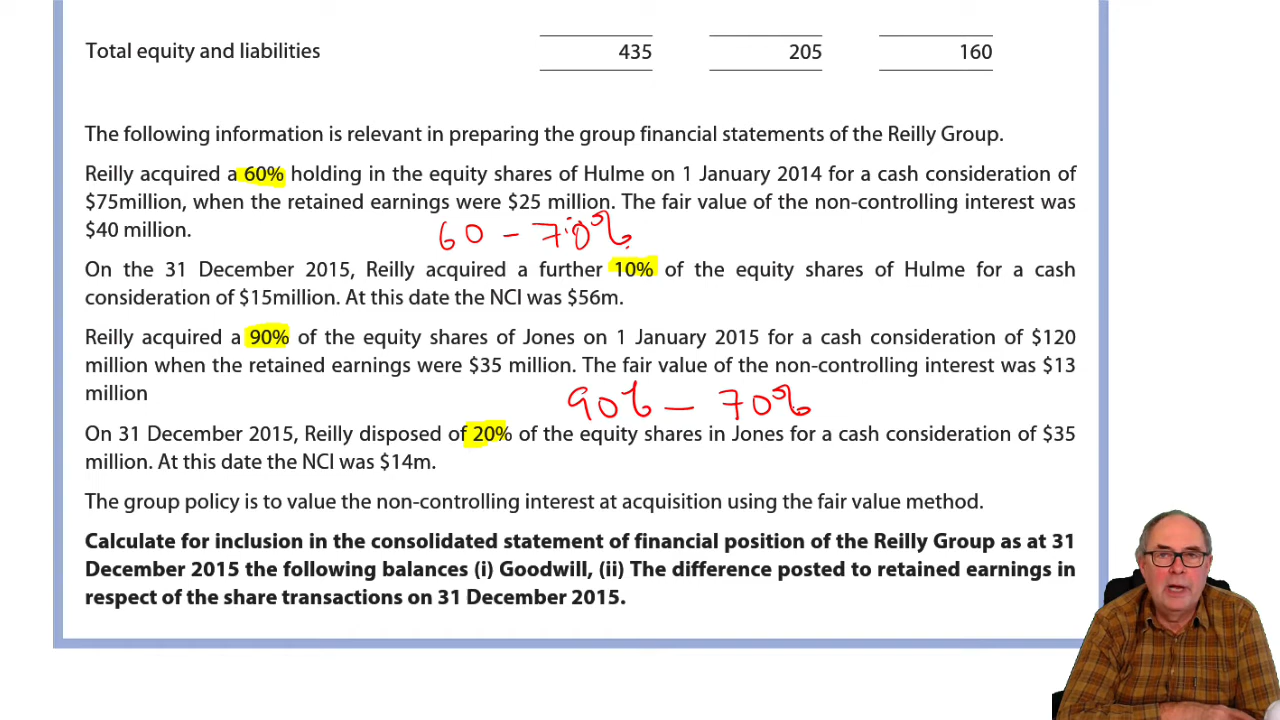 Total equity and liabilities 435 205 160
The following information is relevant in preparing the group financial statements of the Reilly Group.
Reilly acquired a 60% holding in the equity shares of Hulme on 1 January 2014 for a cash consideration of
$75million, when the retained earnings were $25 million. The fair value of the non-controlling interest was
$40 million.
60 - 70%
On the 31 December 2015, Reilly acquired a further 10% of the equity shares of Hulme for a cash
consideration of $15million. At this date the NCI was $56m.
Reilly acquired a 90% of the equity shares of Jones on 1 January 2015 for a cash consideration of $120
million when the retained earnings were $35 million. The fair value of the non-controlling interest was $13
million
90% - 70%
On 31 December 2015, Reilly disposed of 20% of the equity shares in Jones for a cash consideration of $35
million. At this date the NCI was $14m.
The group policy is to value the non-controlling interest at acquisition using the fair value method.
Calculate for inclusion in the consolidated statement of financial position of the Reilly Group as at 31
December 2015 the following balances (i) Goodwill, (ii) The difference posted to retained earnings in
respect of the share transactions on 31 December 2015.